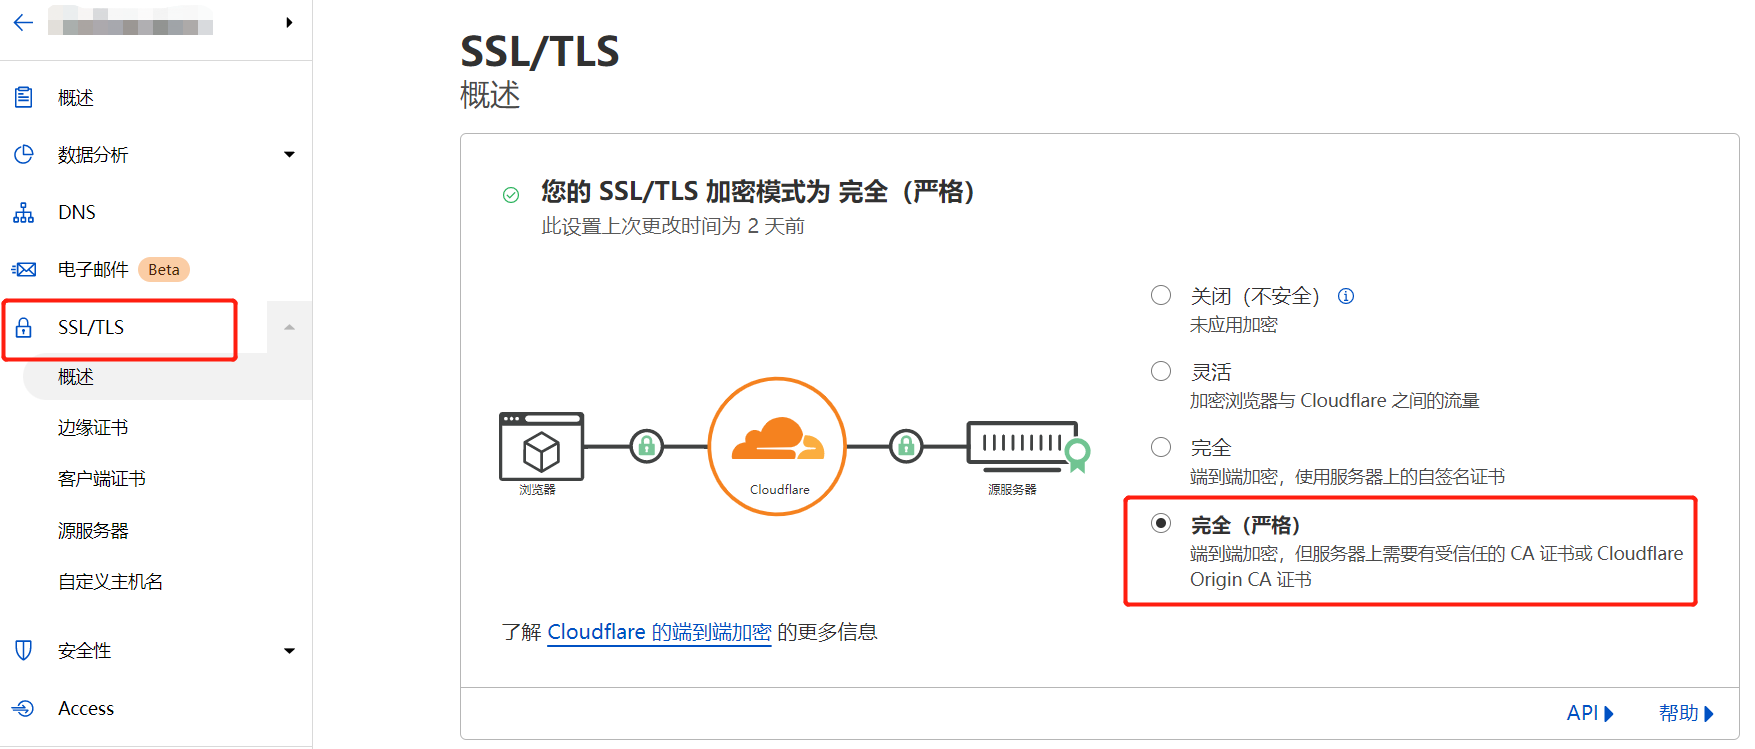 概述
数据分析
DNS
电子邮件 Beta
SSL/TLS
概述
边缘证书
客户端证书
源服务器
自定义主机名
安全性
Access
SSL/TLS
概述
您的 SSL/TLS 加密模式为 完全（严格）
此设置上次更改时间为 2 天前
浏览器
Cloudflare
源服务器
关闭（不安全）
未应用加密
灵活
加密浏览器与 Cloudflare 之间的流量
完全
端到端加密，使用服务器上的自签名证书
完全（严格）
端到端加密，但服务器上需要有受信任的 CA 证书或 Cloudflare
Origin CA 证书
了解 Cloudflare 的端到端加密 的更多信息
API
帮助